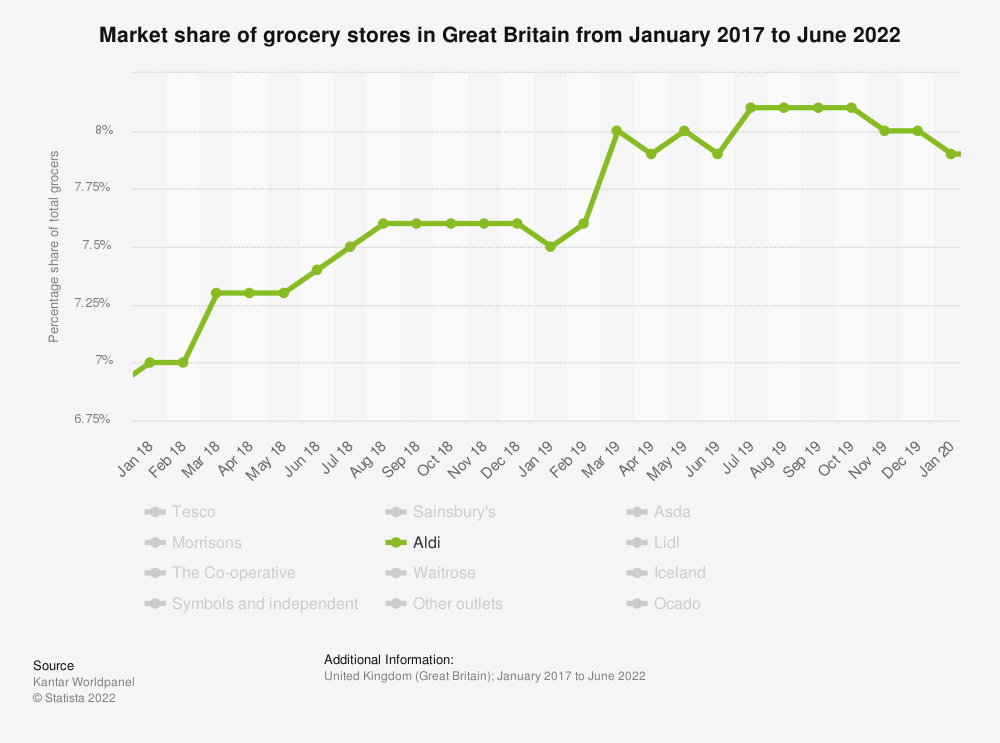 Market share of grocery stores in Great Britain from January 2017 to June 2022
Percentage share of total grocers
8%
7.75%
7.5%
7.25%
7%
6.75%
Jan 18
Feb 18
Mar 18
Apr 18
May 18
Jun 18
Jul 18
Aug 18
Sep 18
Oct 18
Nov 18
Dec 18
Jan 19
Feb 19
Mar 19
Apr 19
May 19
Jun 19
Jul 19
Aug 19
Sep 19
Oct 19
Nov 19
Dec 19
Jan 20
Tesco
Sainsbury's
Asda
Morrisons
Aldi
Lidl
The Co-operative
Waitrose
Iceland
Symbols and independent
Other outlets
Ocado
Source
Kantar Worldpanel
© Statista 2022
Additional Information:
United Kingdom (Great Britain); January 2017 to June 2022